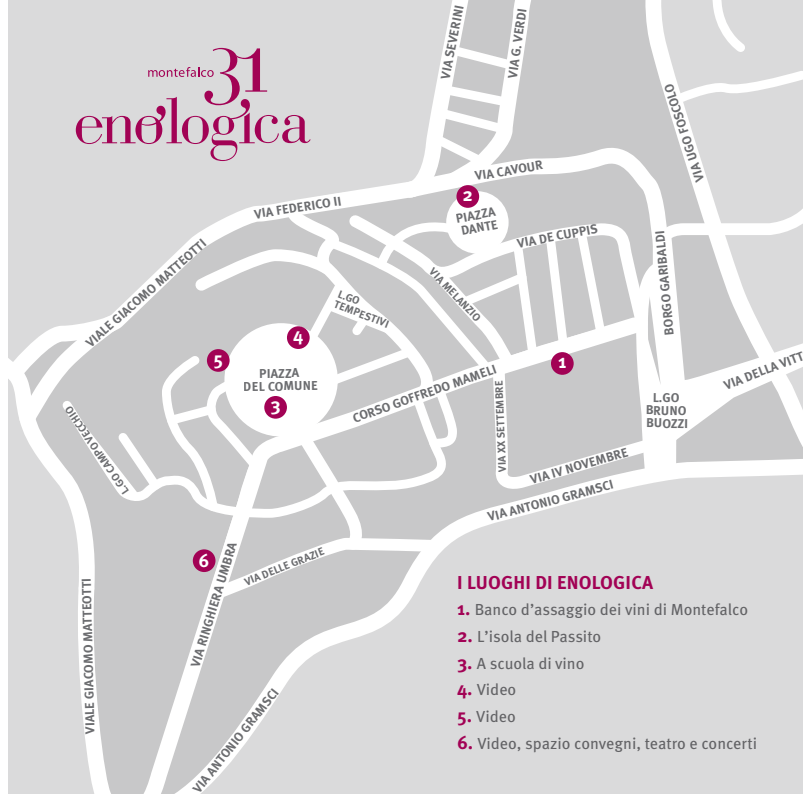 montefalco 31
enologica
VIA SEVERINI
VIA G. VERDI
VIA UGO FOSCOLO
VIA CAVOUR
VIA FEDERICO II
2
PIAZZA
DANTE
VIA DE CUPPIS
VIALE GIACOMO MATTEOTTI
VIA MELANZIO
BORGO GARIBALDI
L.GO
TEMPESTIVI
4
5
PIAZZA
DEL COMUNE
3
1
CORSO GOFFREDO MAMELI
VIA DELLA VITT
L.GO
BRUNO
BUOZZI
L.GO CAMPOVECCHIO
VIA XX SETTEMBRE
VIA IV NOVEMBRE
VIA ANTONIO GRAMSCI
6
VIA DELLE GRAZIE
VIA RINGHIERA UMBRA
VIALE GIACOMO MATTEOTTI
VIA ANTONIO GRAMSCI
I LUOGHI DI ENOLOGICA
1. Banco d'assaggio dei vini di Montefalco
2. L'isola del Passito
3. A scuola di vino
4. Video
5. Video
6. Video, spazio convegni, teatro e concerti